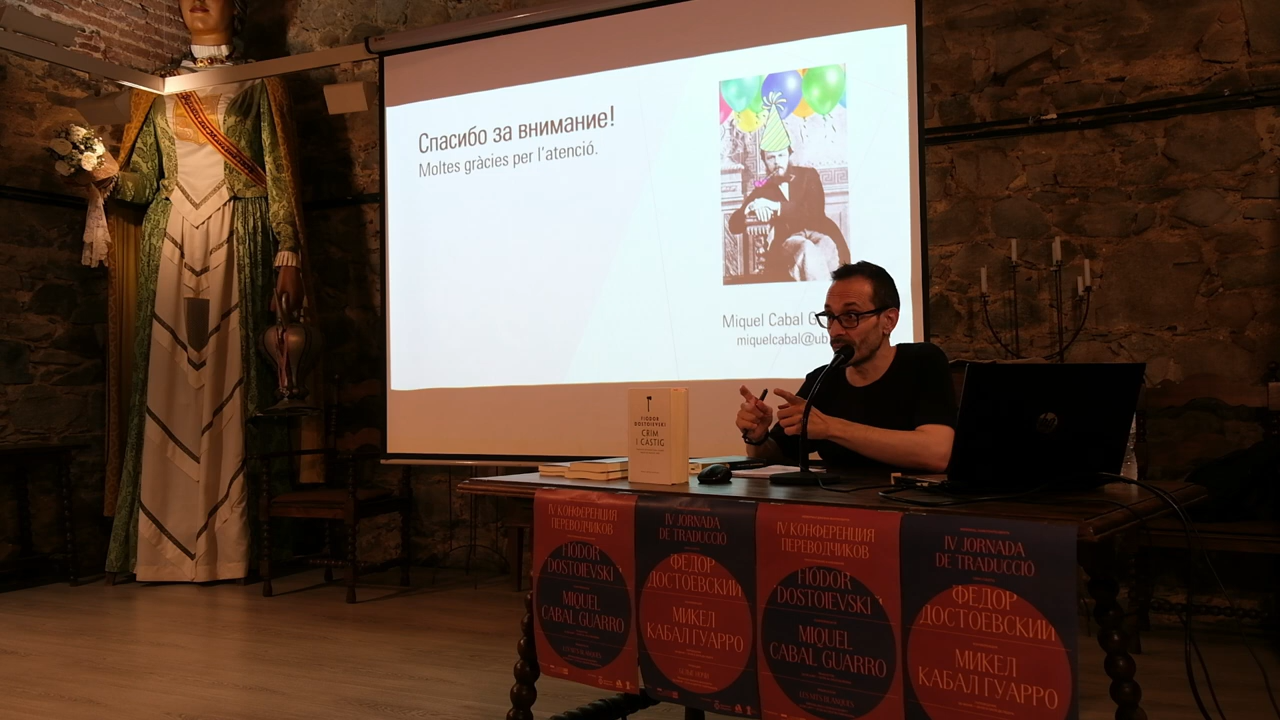 Спасибо за внимание!
Moltes gràcies per l'atenció.
Miquel Cabal
miquelcabal@ub
FIÓDOR
DOSTOIEVSKI
CRIM
I CÀSTIG
IV КОНФЕРЕНЦИЯ
ПЕРЕВОДЧИКОВ
FIÓDOR
DOSTOIEVSKI
MIQUEL
CABAL GUARRO
IV JORNADA
DE TRADUCCIÓ
ФЕДОР
ДОСТОЕВСКИЙ
МИКЕЛ
КАБАЛ ГУАРРО
IV КОНФЕРЕНЦИЯ
ПЕРЕВОДЧИКОВ
FIÓDOR
DOSTOIEVSKI
MIQUEL
CABAL GUARRO
IV JORNADA
DE TRADUCCIÓ
ФЕДОР
ДОСТОЕВСКИЙ
МИКЕЛ
КАБАЛ ГУАРРО
hp